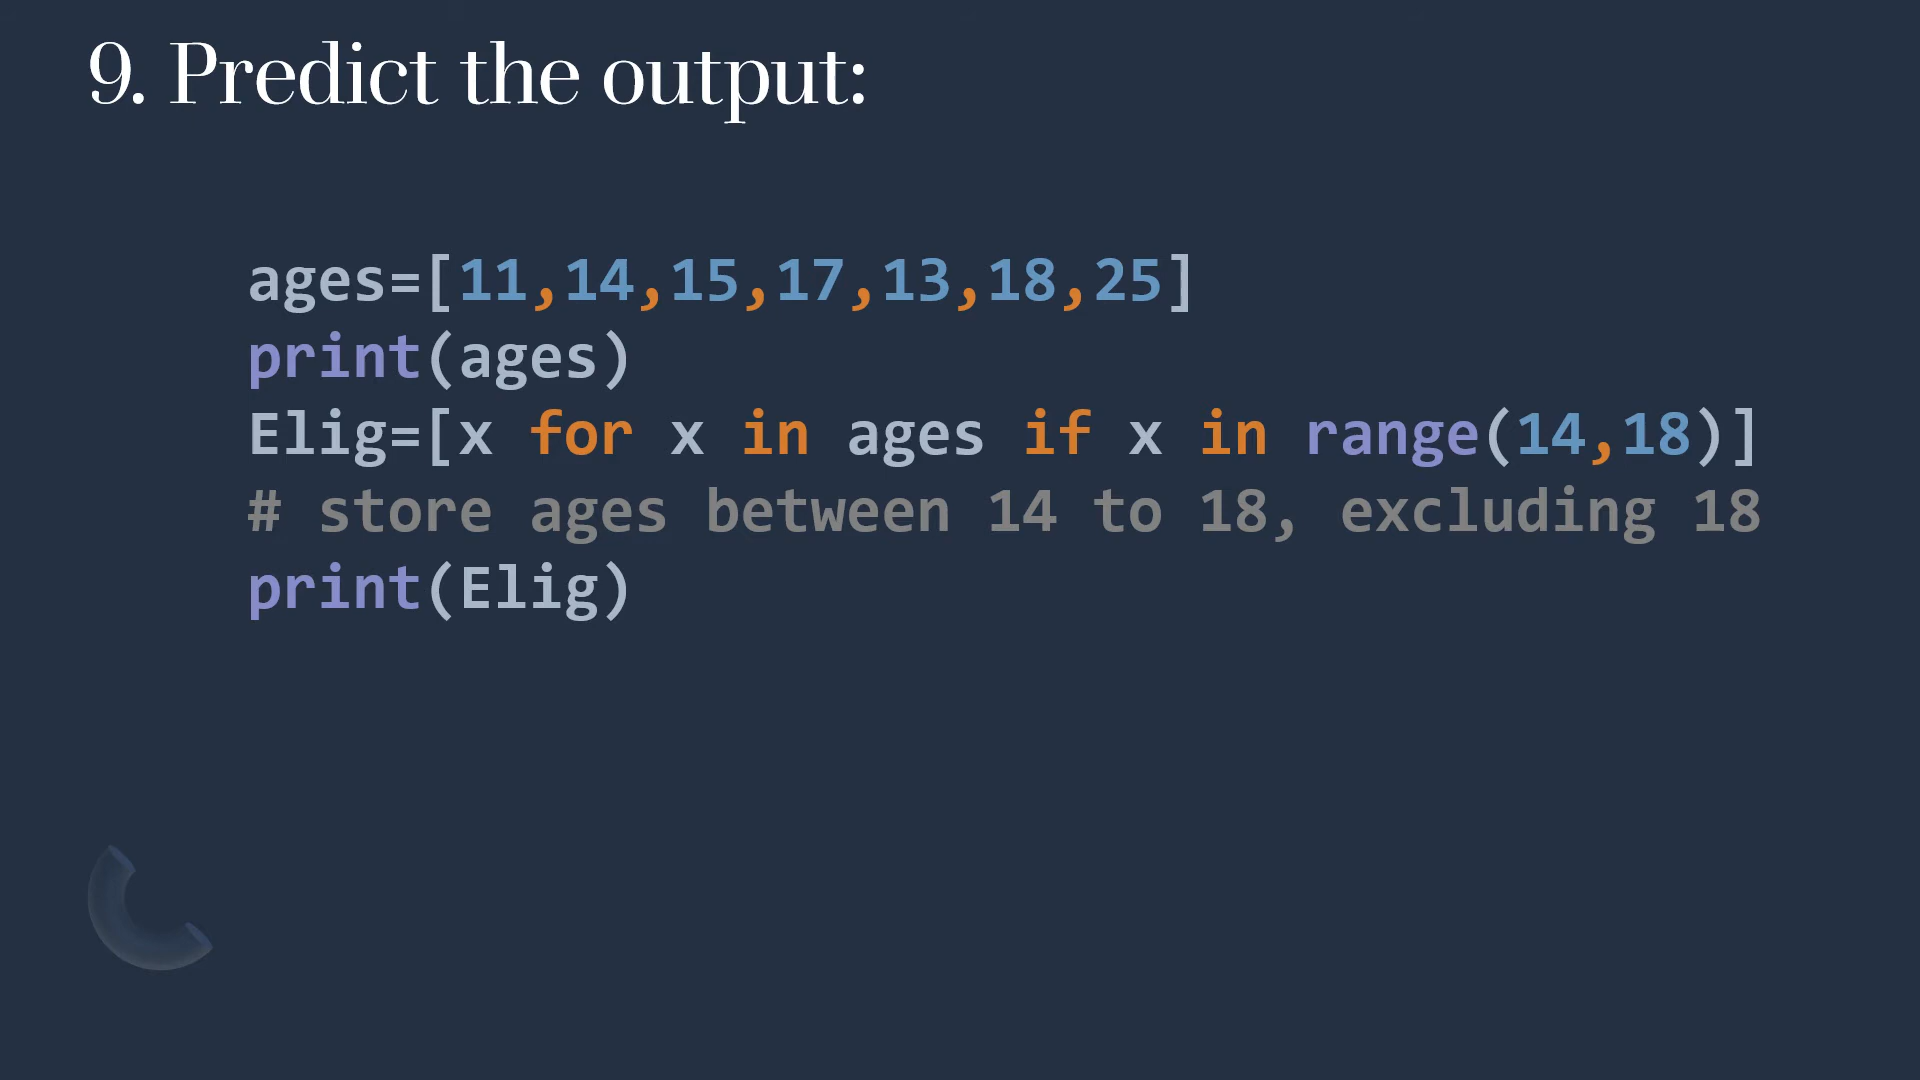 9. Predict the output:
ages=[11,14,15,17,13,18,25]
print(ages)
Elig=[x for x in ages if x in range(14,18)]
# store ages between 14 to 18, excluding 18
print(Elig)